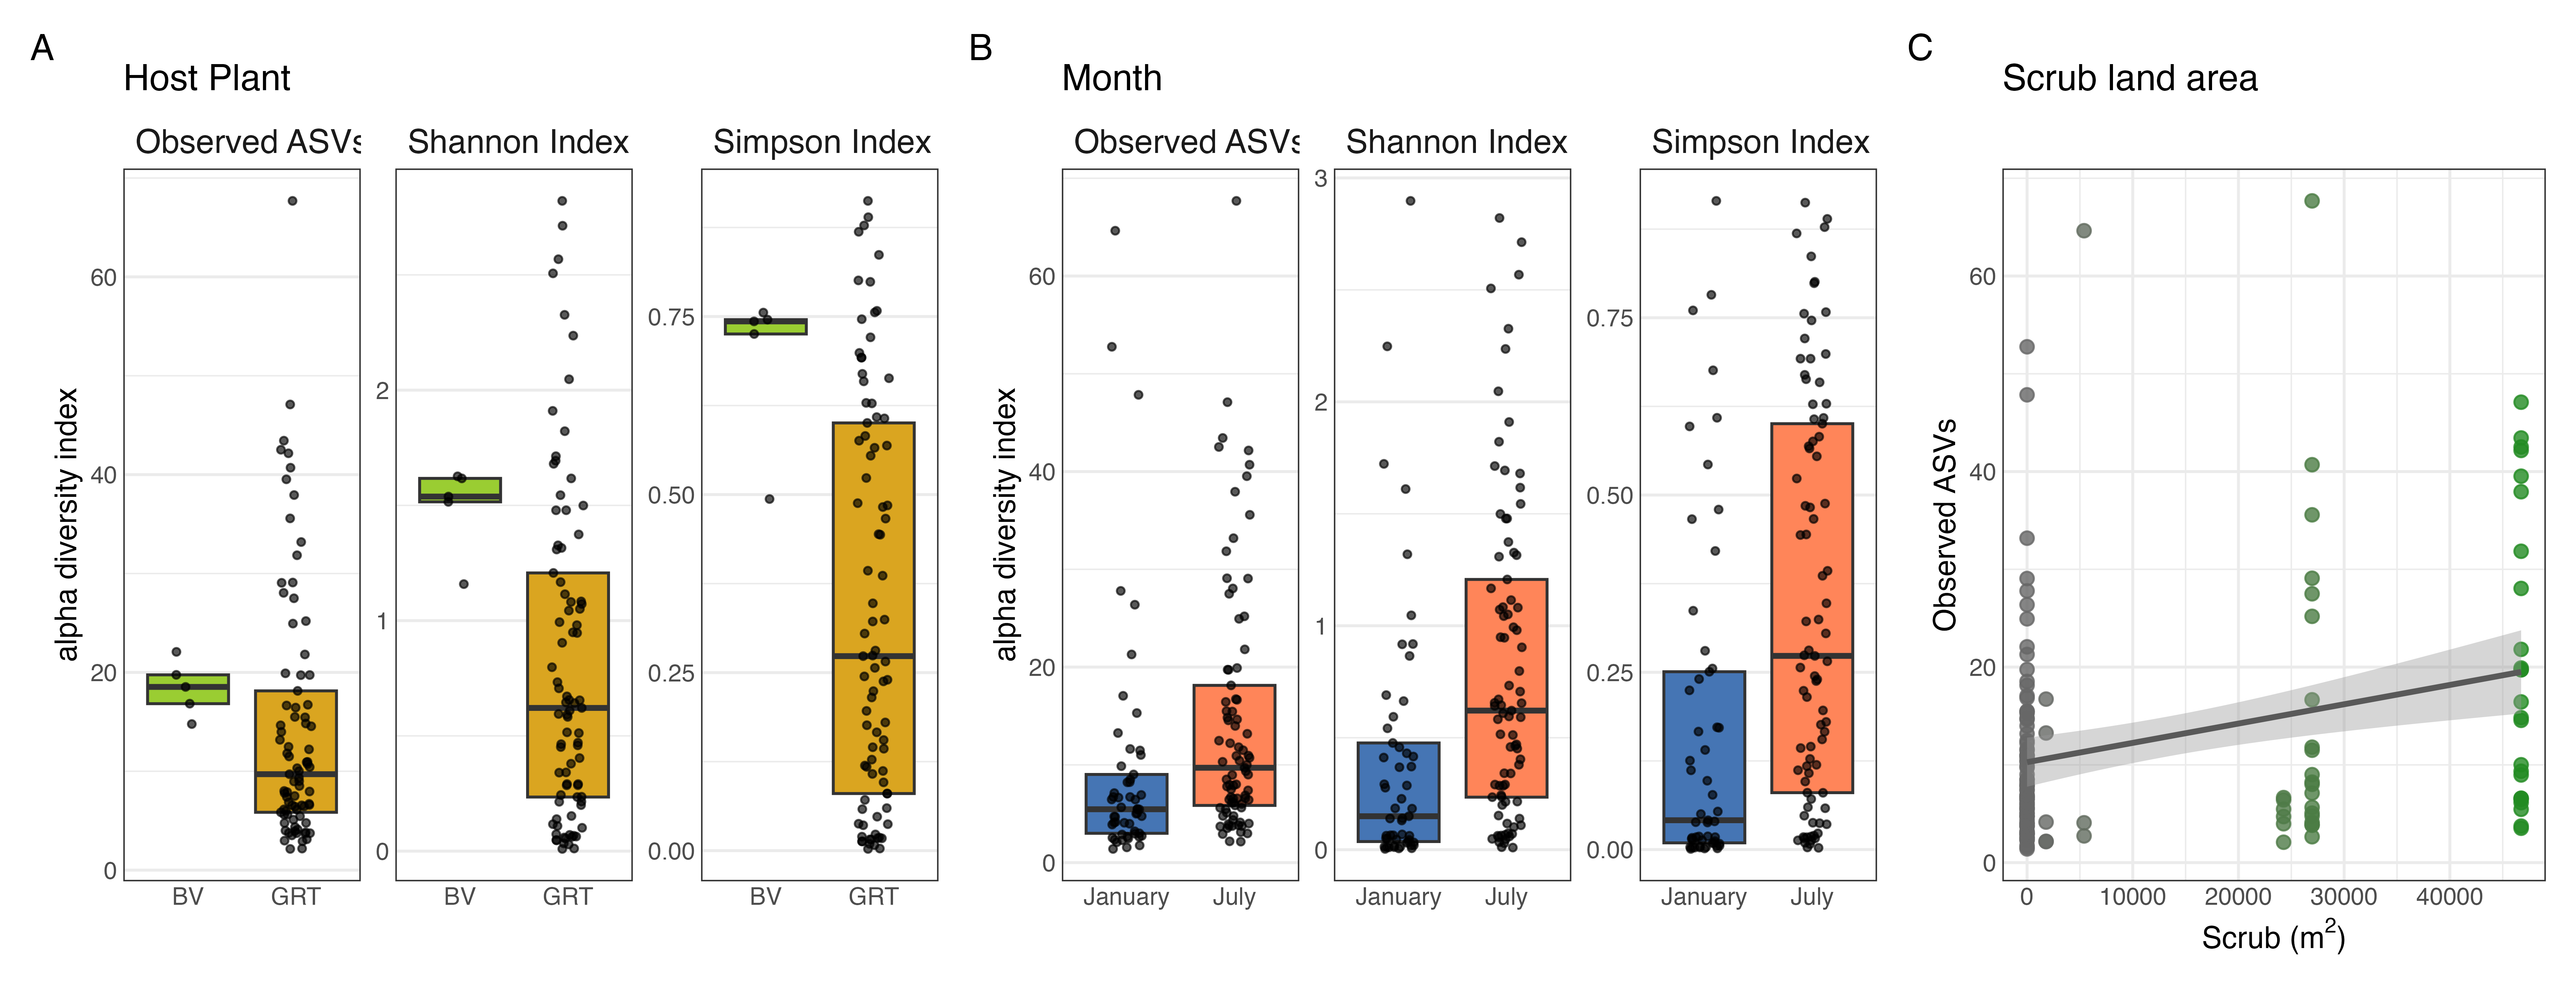 A
Host Plant
Observed ASVs
Shannon Index
Simpson Index
alpha diversity index
60
40
20
0
2
1
0
0.75
0.50
0.25
0.00
BV
GRT
BV
GRT
BV
GRT
B
Month
Observed ASVs
Shannon Index
Simpson Index
alpha diversity index
60
40
20
0
3
2
1
0
0.75
0.50
0.25
0.00
January
July
January
July
January
July
C
Scrub land area
Observed ASVs
60
40
20
0
0
10000
20000
30000
40000
Scrub (m²)